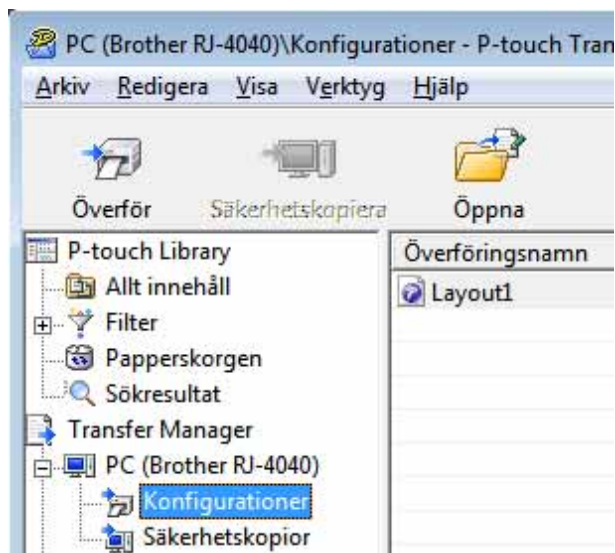 PC (Brother RJ-4040)\Konfigurationer - P-touch Tran
Arkiv Redigera Visa Verktyg Hjälp
Överför Säkerhetskopiera Öppna
P-touch Library
Allt innehåll
Filter
Papperskorgen
Sökresultat
Transfer Manager
PC (Brother RJ-4040)
Konfigurationer
Säkerhetskopior
Överföringsnamn
Layout1